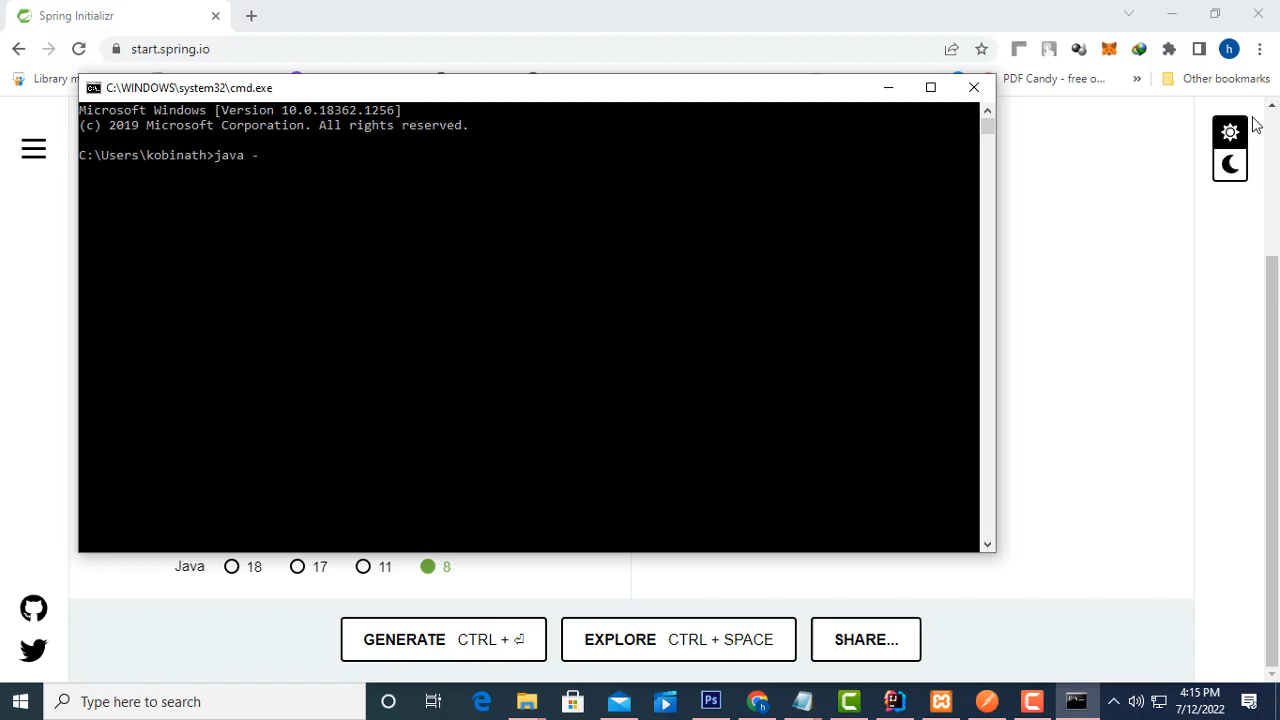 Spring Initializr
start.spring.io
h
Library m
PDF Candy - free o...
»
Other bookmarks
C:\WINDOWS\system32\cmd.exe
Microsoft Windows [Version 10.0.18362.1256]
(c) 2019 Microsoft Corporation. All rights reserved.
C:\Users\kobinath>java -
Java 18 17 11 8
GENERATE CTRL + ⏎
EXPLORE CTRL + SPACE
SHARE...
Type here to search
Ps
4:15 PM
7/12/2022